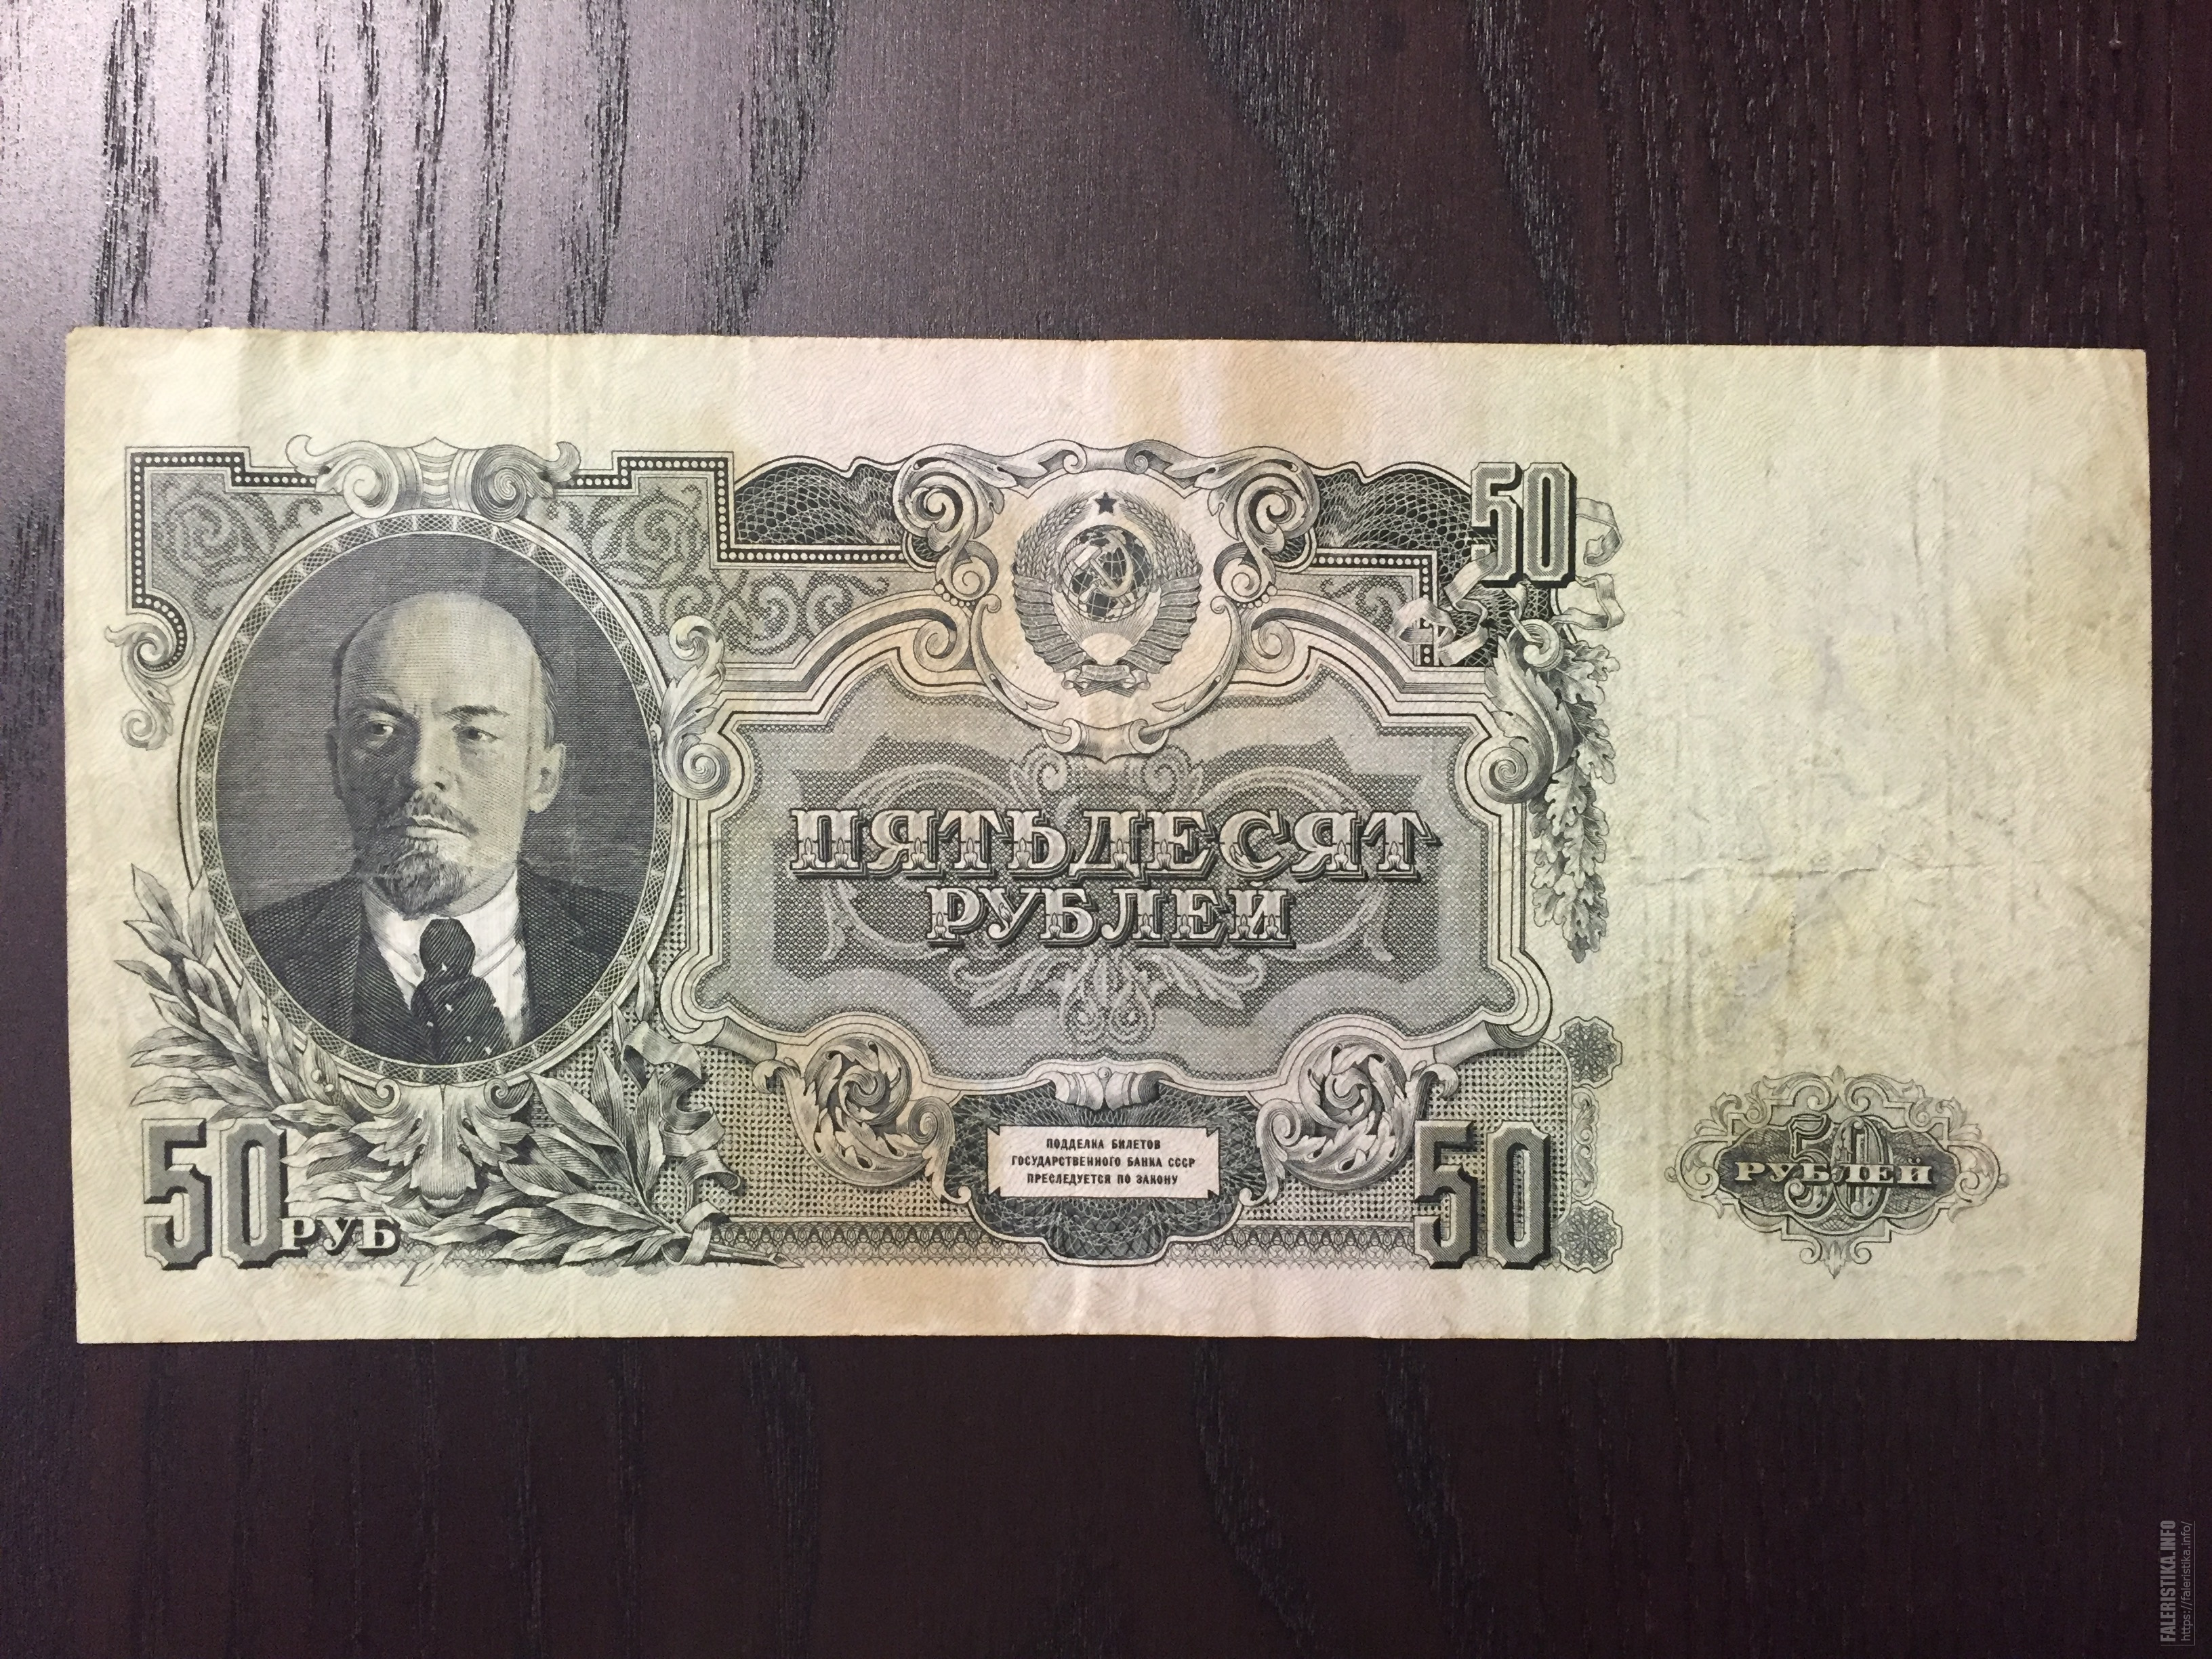 50
ПЯТЬДЕСЯТ
РУБЛЕЙ
ПОДДЕЛКА БИЛЕТОВ
ГОСУДАРСТВЕННОГО БАНКА СССР
ПРЕСЛЕДУЕТСЯ ПО ЗАКОНУ
50 РУБ
50
50
РУБЛЕЙ
FALERISTIKA.INFO
https://faleristika.info/